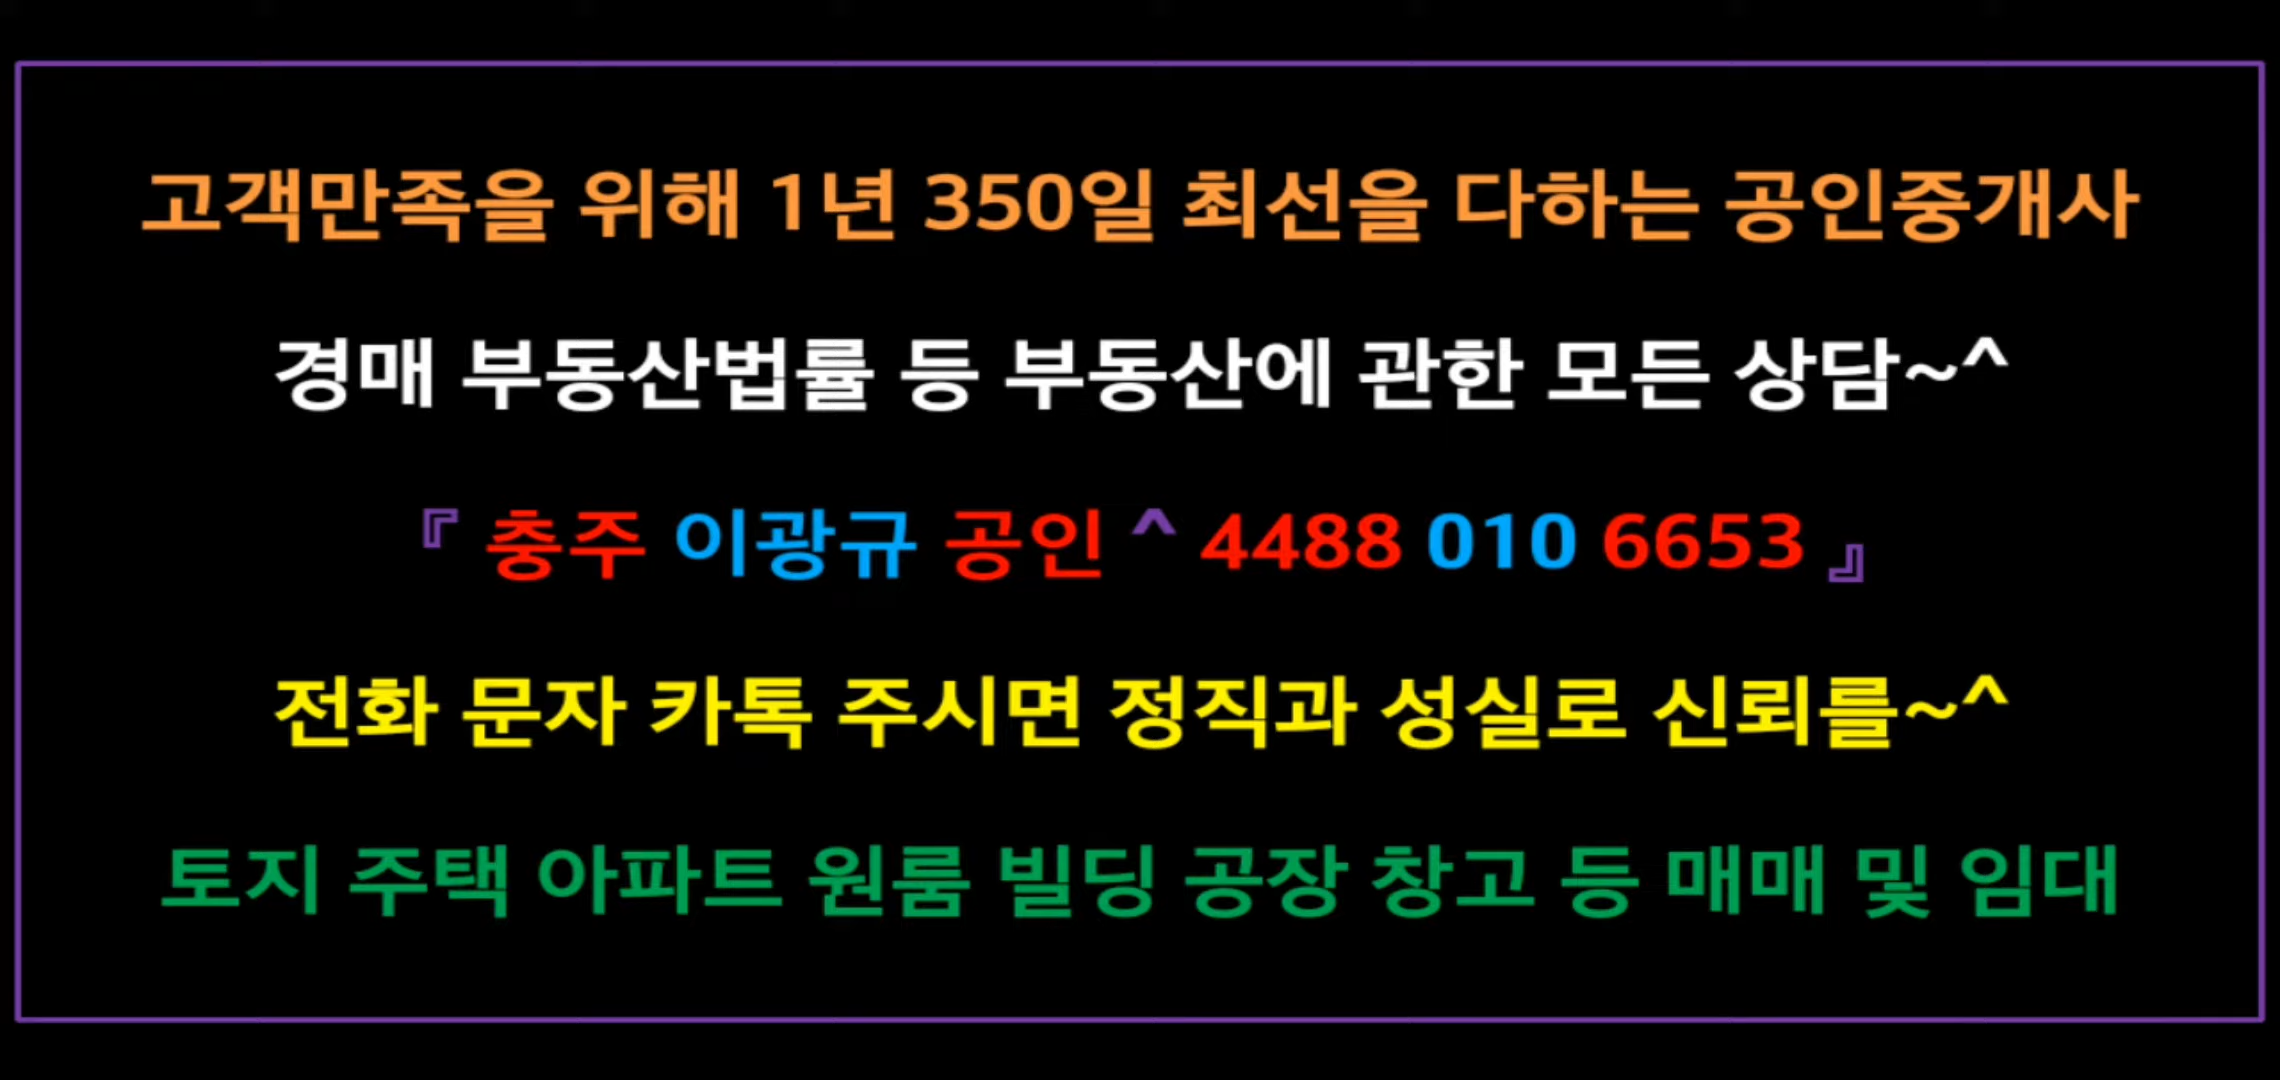 고객만족을 위해 1년 350일 최선을 다하는 공인중개사
경매 부동산법률 등 부동산에 관한 모든 상담~^
『 충주 이광규 공인 ^ 4488 010 6653 』
전화 문자 카톡 주시면 정직과 성실로 신뢰를~^
토지 주택 아파트 원룸 빌딩 공장 창고 등 매매 및 임대